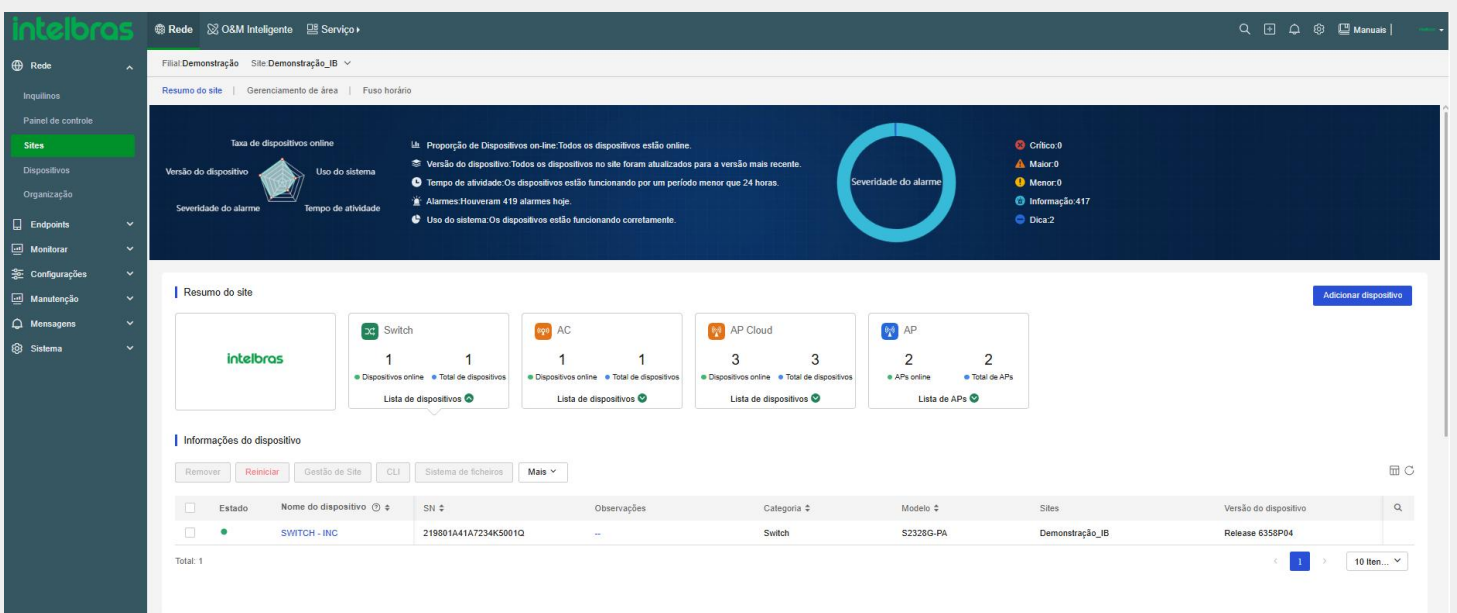 intelbras
Rede O&M Inteligente Serviço
Manuais |
Rede
Inquilinos
Painel de controle
Sites
Dispositivos
Organização
Endpoints
Monitorar
Configurações
Manutenção
Mensagens
Sistema
Filial:Demonstração Site:Demonstração_IB
Resumo do site | Gerenciamento de área | Fuso horário
Taxa de dispositivos online
Versão do dispositivo
Uso do sistema
Severidade do alarme
Tempo de atividade
Proporção de Dispositivos on-line:Todos os dispositivos estão online.
Versão do dispositivo:Todos os dispositivos no site foram atualizados para a versão mais recente.
Tempo de atividade:Os dispositivos estão funcionando por um período menor que 24 horas.
Alarmes:Houveram 419 alarmes hoje.
Uso do sistema:Os dispositivos estão funcionando corretamente.
Severidade do alarme
Crítico:0
Maior:0
Menor:0
Informação:417
Dica:2
Resumo do site
Adicionar dispositivo
intelbras
Switch
1 1
Dispositivos online Total de dispositivos
Lista de dispositivos
AC
1 1
Dispositivos online Total de dispositivos
Lista de dispositivos
AP Cloud
3 3
Dispositivos online Total de dispositivos
Lista de dispositivos
AP
2 2
APs online Total de APs
Lista de APs
Informações do dispositivo
Remover Reiniciar Gestão de Site CLI Sistema de ficheiros Mais
Estado Nome do dispositivo SN Observações Categoria Modelo Sites Versão do dispositivo
SWITCH - INC 219801A41A7234K5001Q -- Switch S2328G-PA Demonstração_IB Release 6358P04
Total: 1
< 1 > 10 Iten...